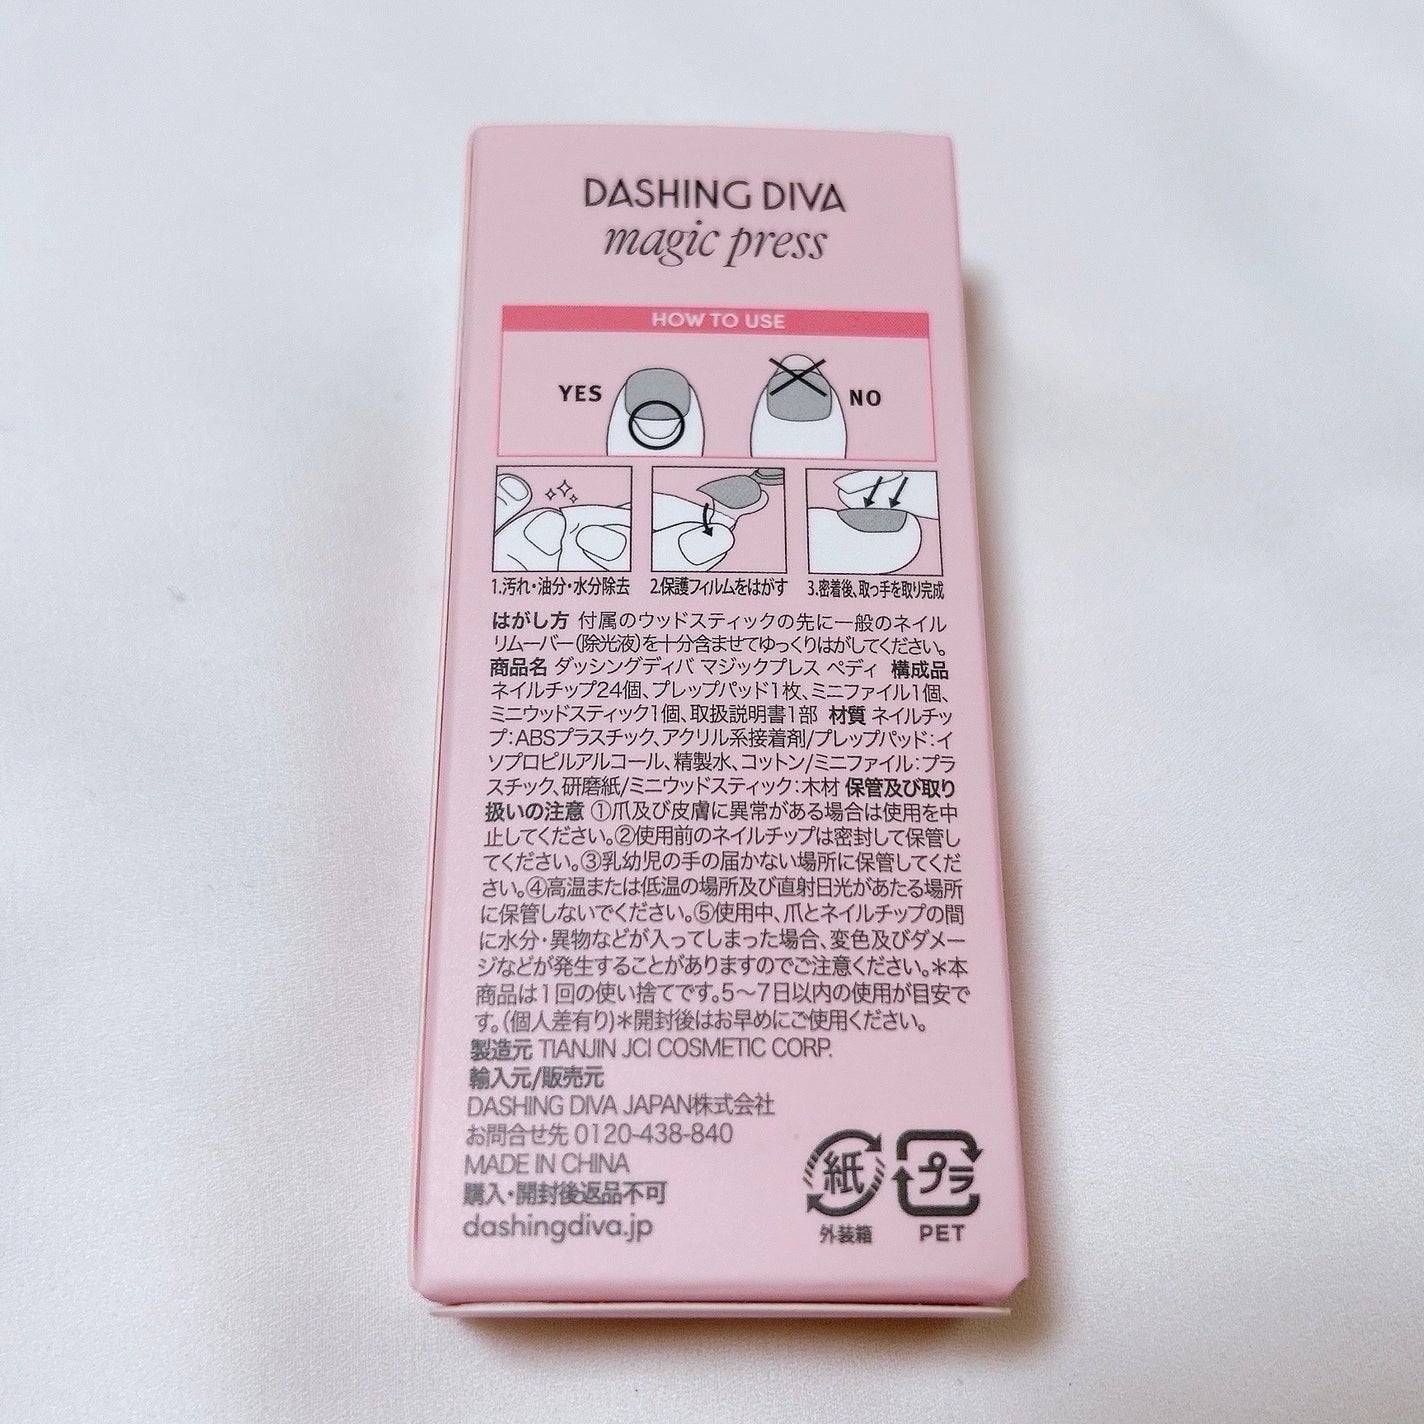 DASHING DIVA
magic press
HOW TO USE
YES
NO
1.汚れ・油分・水分除去
2.保護フィルムをはがす
3.密着後、取っ手を取り完成
はがし方 付属のウッドスティックの先に一般のネイル
リムーバー(除光液)を十分含ませてゆっくりはがしてください。
商品名 ダッシングディバ マジックプレス ペディ 構成品
ネイルチップ24個、プレップパッド1枚、ミニファイル1個、
ミニウッドスティック1個、取扱説明書1部 材質 ネイルチッ
プ:ABSプラスチック、アクリル系接着剤/プレップパッド:イ
ソプロピルアルコール、精製水、コットン/ミニファイル:プラ
スチック、研磨紙/ミニウッドスティック:木材 保管及び取り
扱いの注意 ①爪及び皮膚に異常がある場合は使用を中
止してください。②使用前のネイルチップは密封して保管し
てください。③乳幼児の手の届かない場所に保管してくだ
さい。④高温または低温の場所及び直射日光があたる場所
に保管しないでください。⑤使用中、爪とネイルチップの間
に水分・異物などが入ってしまった場合、変色及びダメー
ジなどが発生することがありますのでご注意ください。＊本
商品は1回の使い捨てです。5～7日以内の使用が目安で
す。(個人差有り)＊開封後はお早めにご使用ください。
製造元 TIANJIN JCI COSMETIC CORP.
輸入元/販売元
DASHING DIVA JAPAN株式会社
お問合せ先 0120-438-840
MADE IN CHINA
購入・開封後返品不可
dashingdiva.jp
紙
外装箱
プラ
PET